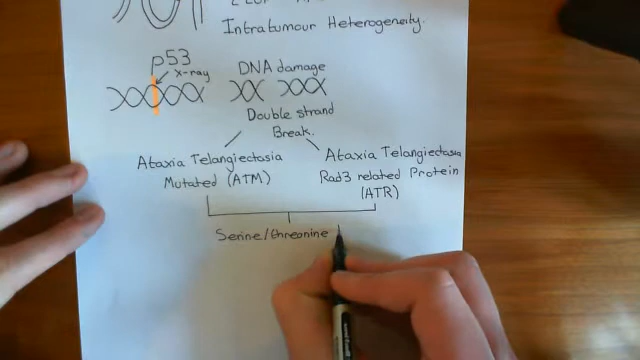 Intratumour Heterogeneity.
p53
X-ray
DNA damage
Double strand
Break.
Ataxia Telangiectasia
Mutated (ATM)
Ataxia Telangiectasia
Rad3 related Protein
(ATR)
Serine/threonine